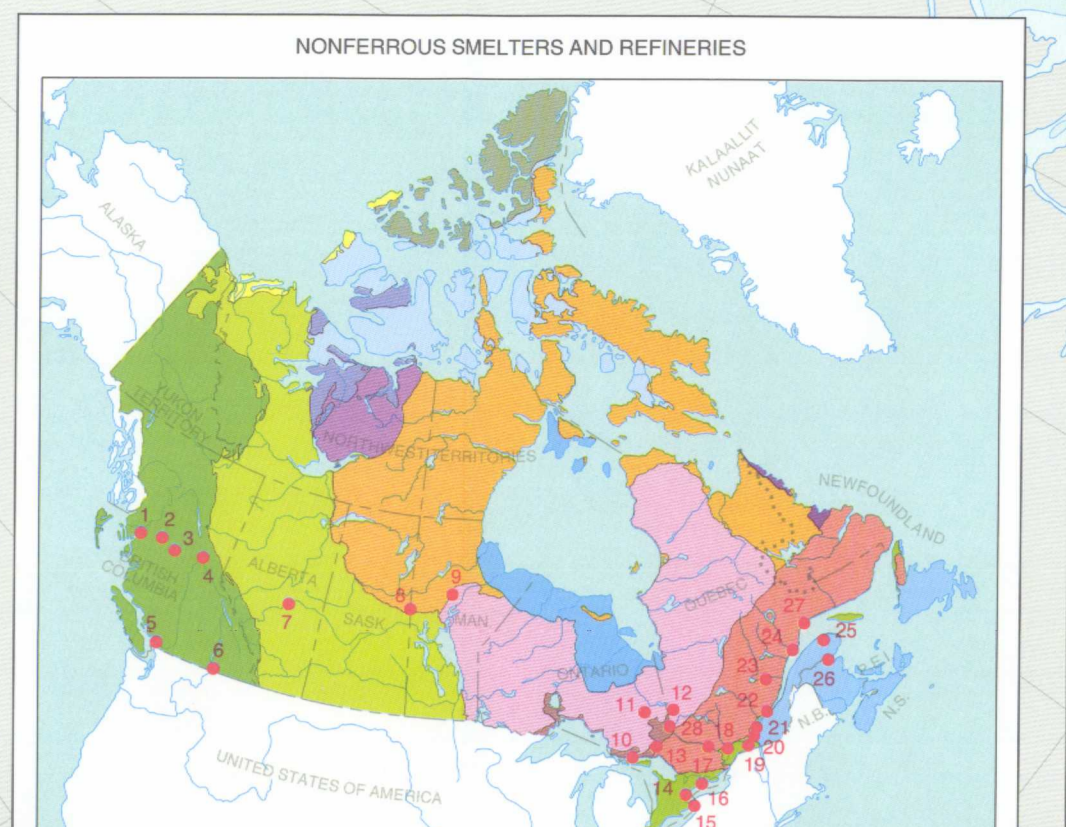 NONFERROUS SMELTERS AND REFINERIES
KALAALLIT
NUNAAT
ALASKA
YUKON
TERRITORY
NORTHWEST TERRITORIES
NEWFOUNDLAND
1
2
3
4
BRITISH
COLUMBIA
ALBERTA
5
6
7
SASK
8
9
MAN
ONTARIO
QUEBEC
27
24
25
23
26
P.E.I.
22
N.B.
N.S.
11
12
28
21
20
10
13
17
18
19
14
16
15
UNITED STATES OF AMERICA